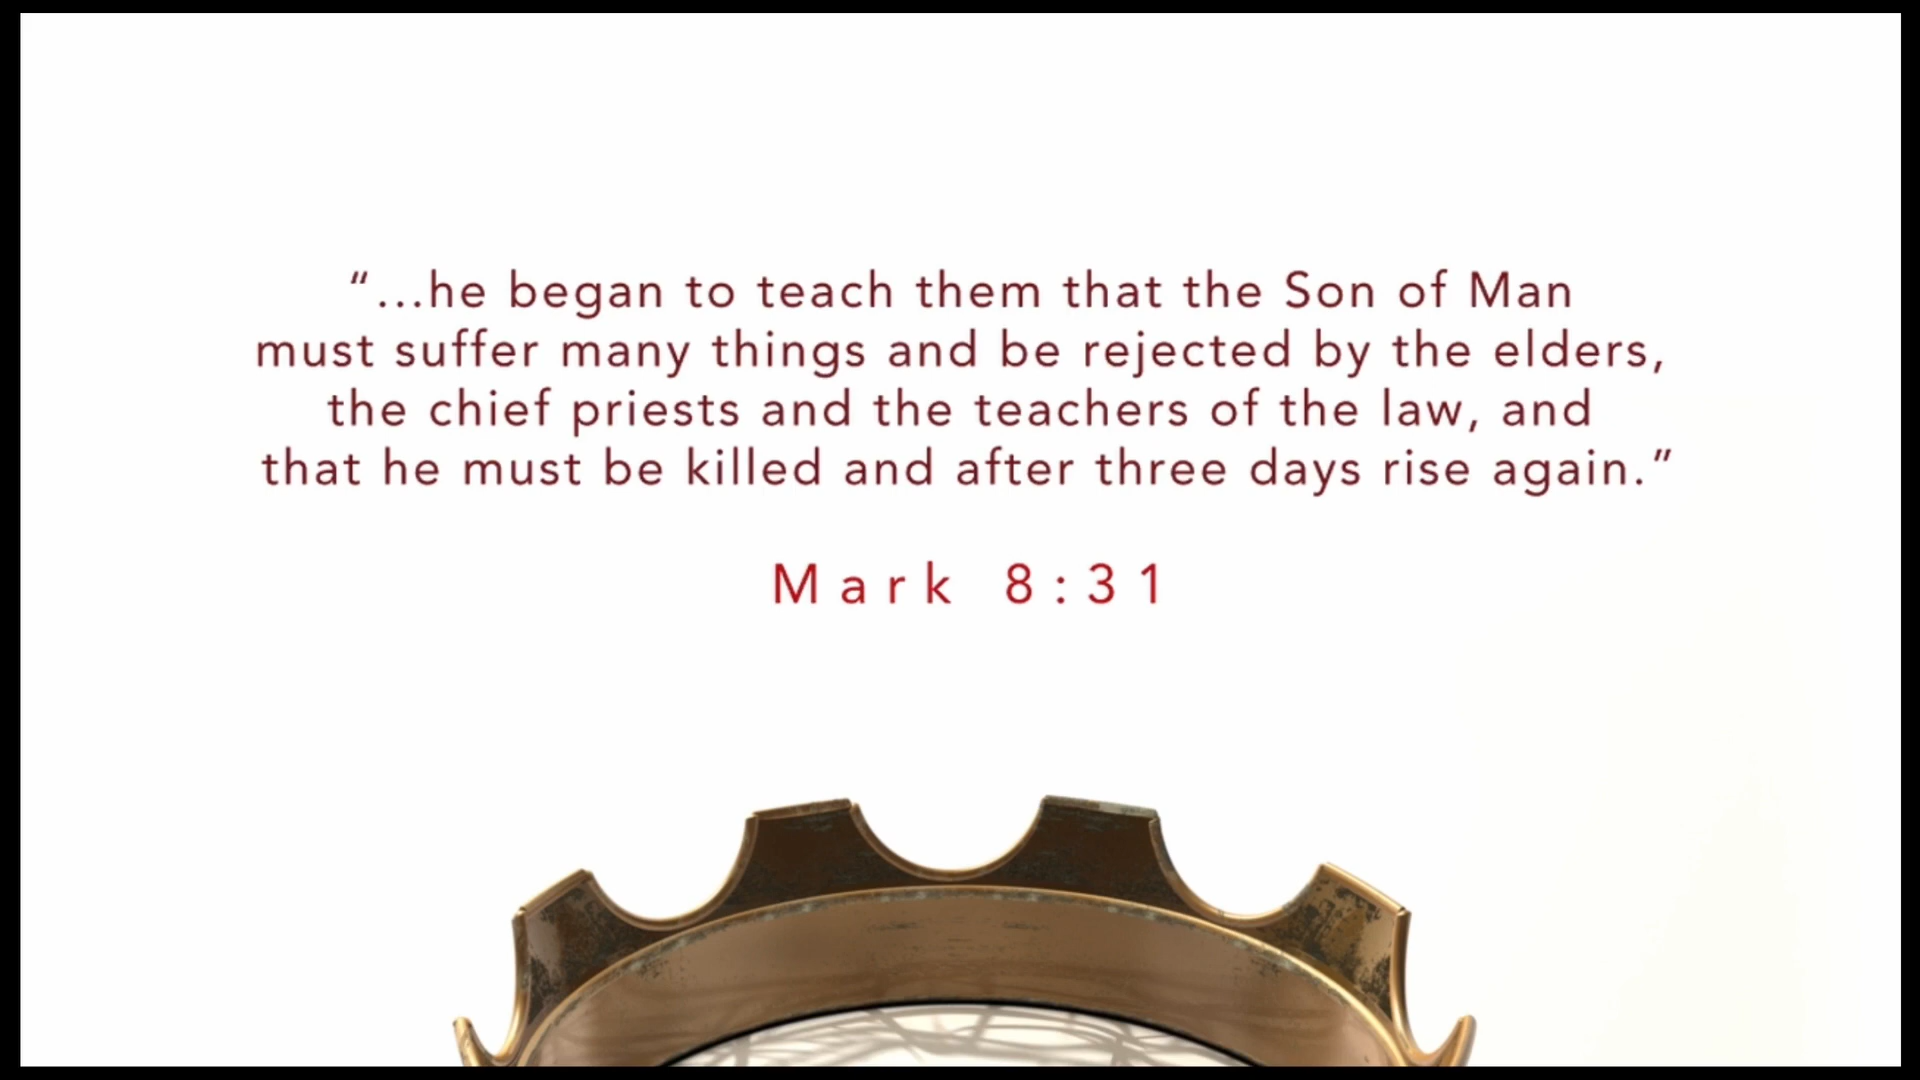 “...he began to teach them that the Son of Man
must suffer many things and be rejected by the elders,
the chief priests and the teachers of the law, and
that he must be killed and after three days rise again.”
Mark 8:31